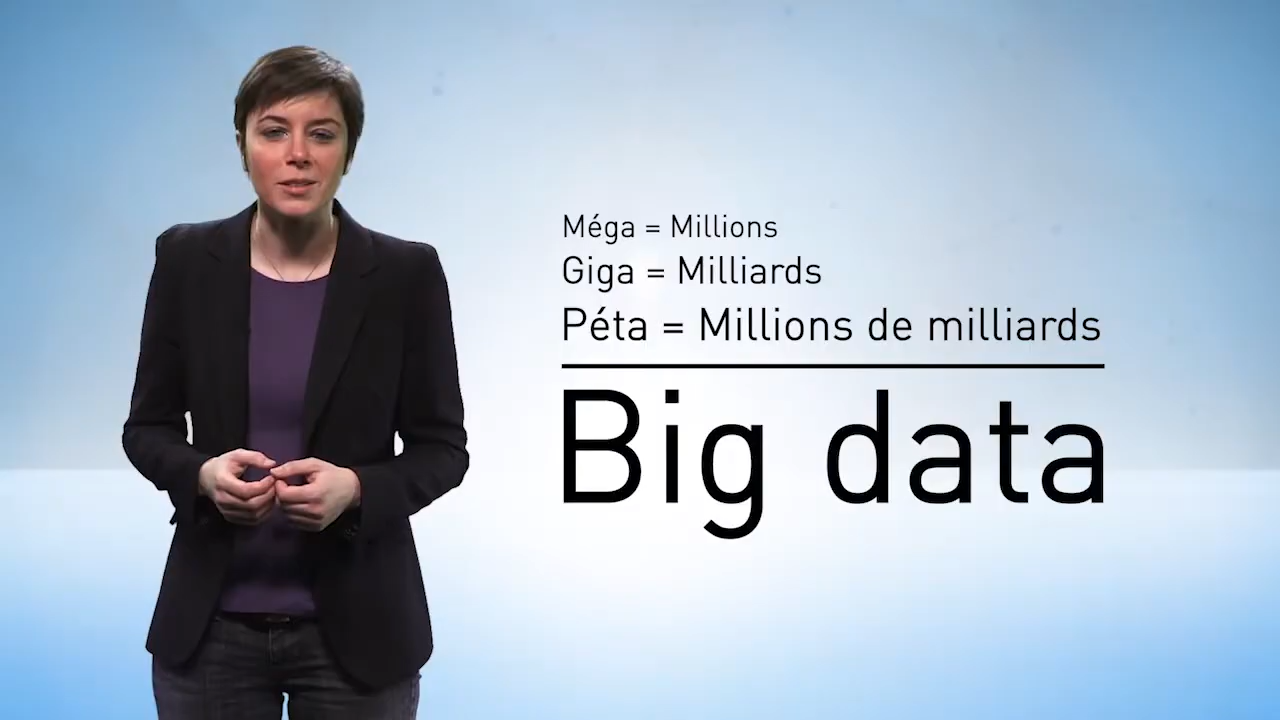 Méga = Millions
Giga = Milliards
Péta = Millions de milliards
Big data